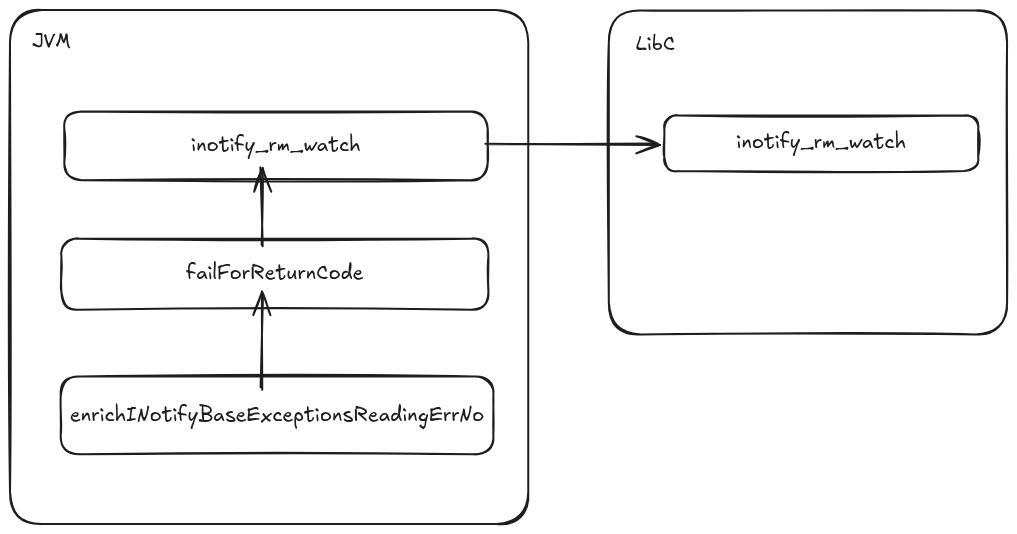 JVM
LibC
inotify_rm_watch
inotify_rm_watch
failForReturnCode
enrichINotifyBaseExceptionsReadingErrNo